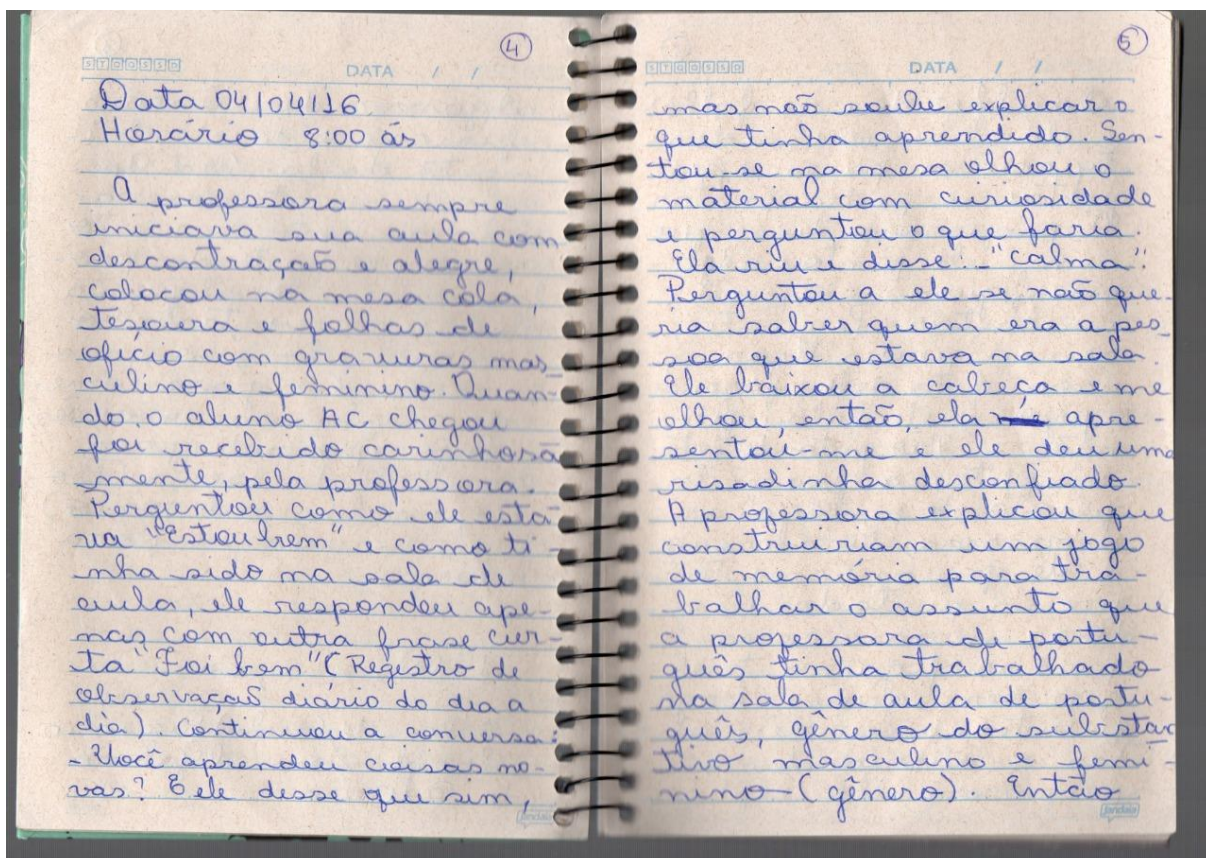 4
STQQSSD
DATA / /
Data 04/04/16
Horário 8:00 ás
A professora sempre
iniciava sua aula com
descontração e alegre,
colocou na mesa cola,
tesoura e folhas de
ofício com gravuras mas_
culino e feminino. Quan-
do o aluno AC chegou
foi recebido carinhosa
mente, pela professora.
Perguntou como ele esta
va "Estou bem" e como ti-
nha sido na sala de
aula, ele respondeu ape-
nas com outra frase cur-
ta "Foi bem" (Registro de
observação diário do dia a
dia). Continuou a conversa:
- Você aprendeu coisas no-
vas? E ele disse que sim,
jandaia
5
STQQSSD
DATA / /
mas não soube explicar o
que tinha aprendido. Sen-
tou-se na mesa olhou o
material com curiosidade
e perguntou o que faria.
Ela riu e disse: - "calma".
Perguntou a ele se não que-
ria saber quem era a pes_
soa que estava na sala.
Ele baixou a cabeça e me
olhou, então, ela apre-
sentou-me e ele deu uma
risadinha desconfiado.
A professora explicou que
construiriam um jogo
de memória para tra-
balhar o assunto que
a professora de portu-
guês tinha trabalhado
na sala de aula de portu-
guês, gênero do substan
tivo masculino e femi-
nino (gênero). Então
jandaia